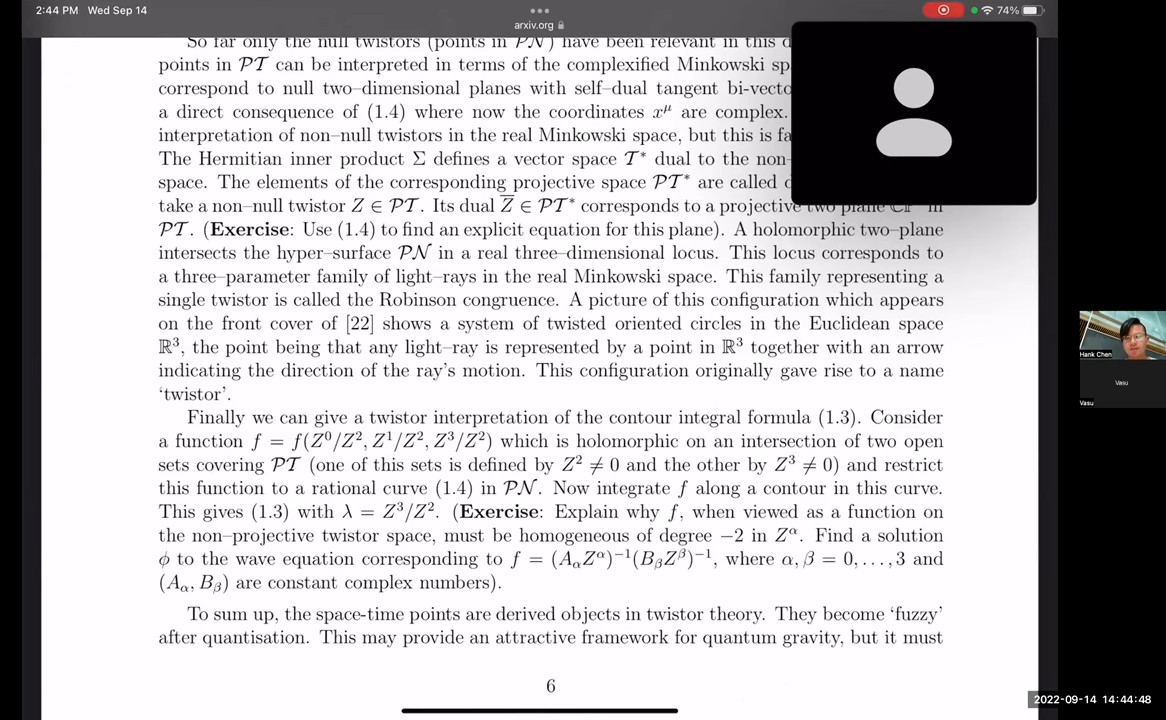 2:44 PM Wed Sep 14
74%
arxiv.org
So far only the null twistors (points in 𝒫𝒩) have been relevant in this
points in 𝒫𝒯 can be interpreted in terms of the complexified Minkowski
correspond to null two–dimensional planes with self–dual tangent
a direct consequence of (1.4) where now the coordinates x^μ are complex.
interpretation of non–null twistors in the real Minkowski space, but this is
The Hermitian inner product Σ defines a vector space 𝒯* dual to the
space. The elements of the corresponding projective space 𝒫𝒯* are called
take a non–null twistor Z ∈ 𝒫𝒯. Its dual Z̅ ∈ 𝒫𝒯* corresponds to a projective two plane in
𝒫𝒯. (Exercise: Use (1.4) to find an explicit equation for this plane). A holomorphic two–plane
intersects the hyper–surface 𝒫𝒩 in a real three–dimensional locus. This locus corresponds to
a three–parameter family of light–rays in the real Minkowski space. This family representing a
single twistor is called the Robinson congruence. A picture of this configuration which appears
on the front cover of [22] shows a system of twisted oriented circles in the Euclidean space
ℝ³, the point being that any light–ray is represented by a point in ℝ³ together with an arrow
indicating the direction of the ray's motion. This configuration originally gave rise to a name
'twistor'.
Finally we can give a twistor interpretation of the contour integral formula (1.3). Consider
a function f = f(Z⁰/Z², Z¹/Z², Z³/Z²) which is holomorphic on an intersection of two open
sets covering 𝒫𝒯 (one of this sets is defined by Z² ≠ 0 and the other by Z³ ≠ 0) and restrict
this function to a rational curve (1.4) in 𝒫𝒩. Now integrate f along a contour in this curve.
This gives (1.3) with λ = Z³/Z². (Exercise: Explain why f, when viewed as a function on
the non-projective twistor space, must be homogeneous of degree −2 in Z^α. Find a solution
ϕ to the wave equation corresponding to f = (A_αZ^α)⁻¹(B_βZ^β)⁻¹, where α, β = 0, . . . , 3 and
(A_α, B_β) are constant complex numbers).
To sum up, the space-time points are derived objects in twistor theory. They become 'fuzzy'
after quantisation. This may provide an attractive framework for quantum gravity, but it must
6
Hank Chen
Vasu
Vasu
2022-09-14 14:44:48